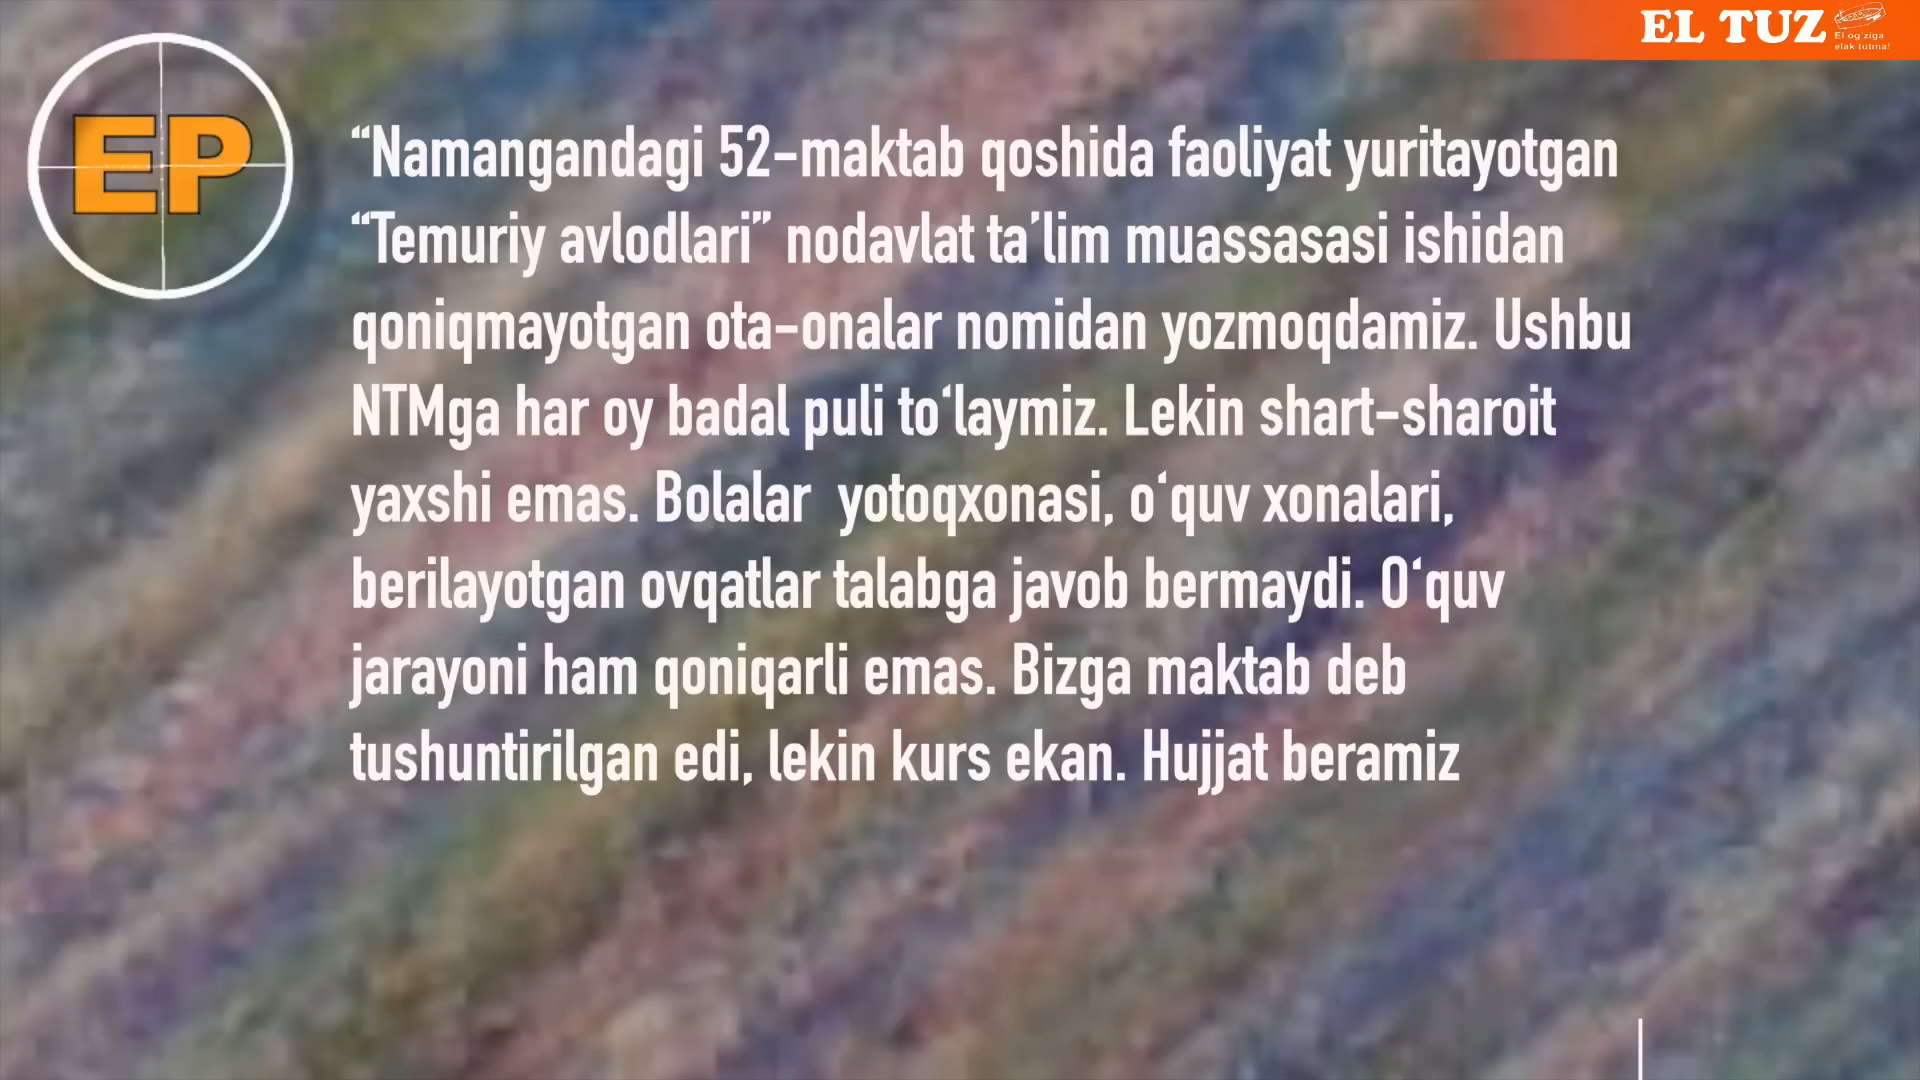 EL TUZ
El og'ziga
elak tutma!
EP
“Namangandagi 52-maktab qoshida faoliyat yuritayotgan
“Temuriy avlodlari” nodavlat ta’lim muassasasi ishidan
qoniqmayotgan ota-onalar nomidan yozmoqdamiz. Ushbu
NTMga har oy badal puli to‘laymiz. Lekin shart-sharoit
yaxshi emas. Bolalar  yotoqxonasi, o‘quv xonalari,
berilayotgan ovqatlar talabga javob bermaydi. O‘quv
jarayoni ham qoniqarli emas. Bizga maktab deb
tushuntirilgan edi, lekin kurs ekan. Hujjat beramiz